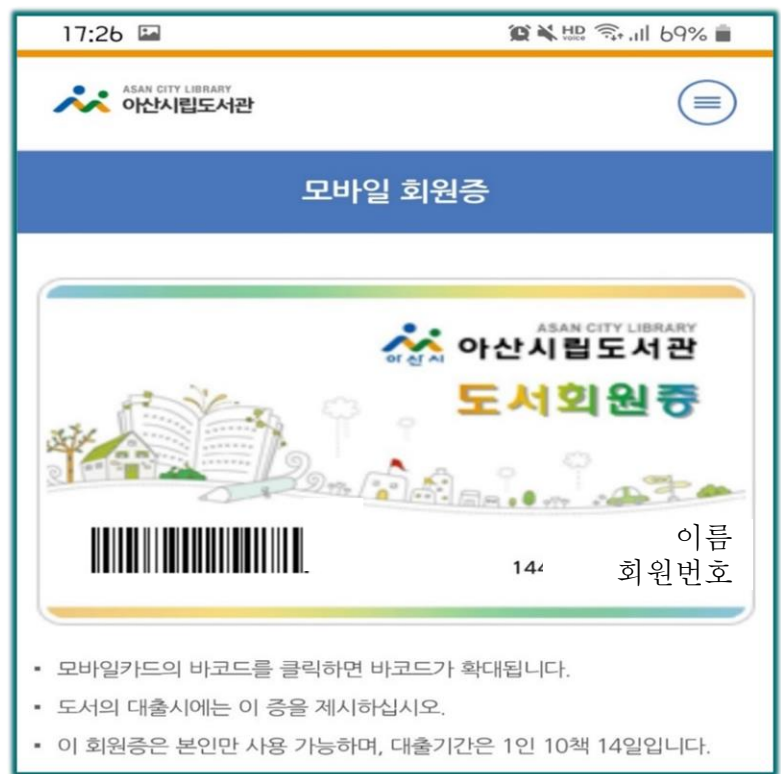 17:26 HD voice 69%
ASAN CITY LIBRARY
아산시립도서관
모바일 회원증
ASAN CITY LIBRARY
아산시 아산시립도서관
도서회원증
이름
144 회원번호
▪ 모바일카드의 바코드를 클릭하면 바코드가 확대됩니다.
▪ 도서의 대출시에는 이 증을 제시하십시오.
▪ 이 회원증은 본인만 사용 가능하며, 대출기간은 1인 10책 14일입니다.